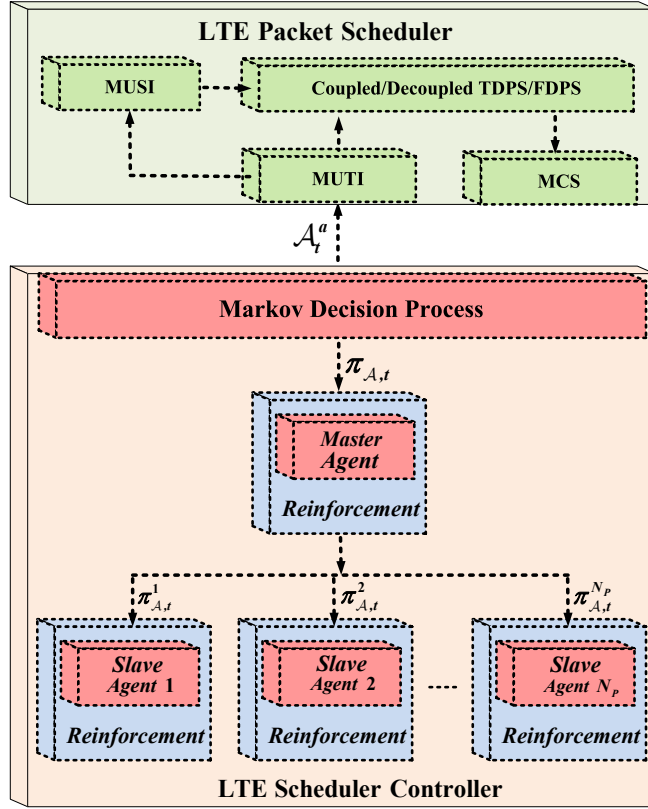 LTE Packet Scheduler
MUSI
Coupled/Decoupled TDPS/FDPS
MUTI
MCS
𝒜ₜᵃ
Markov Decision Process
π𝒜,t
Master
Agent
Reinforcement
π¹𝒜,t
π²𝒜,t
π^{N_P}𝒜,t
Slave
Agent 1
Reinforcement
Slave
Agent 2
Reinforcement
.....
Slave
Agent N_P
Reinforcement
LTE Scheduler Controller